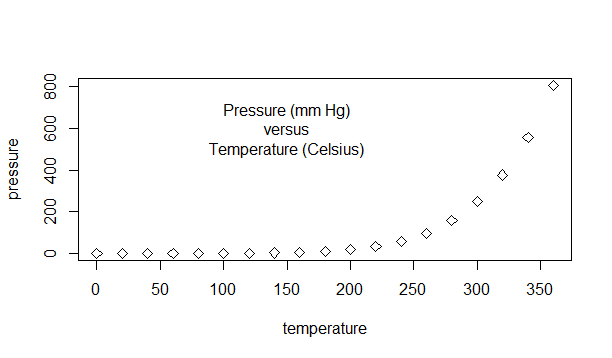 Pressure (mm Hg)
versus
Temperature (Celsius)
pressure
800
600
400
200
0
0 50 100 150 200 250 300 350
temperature